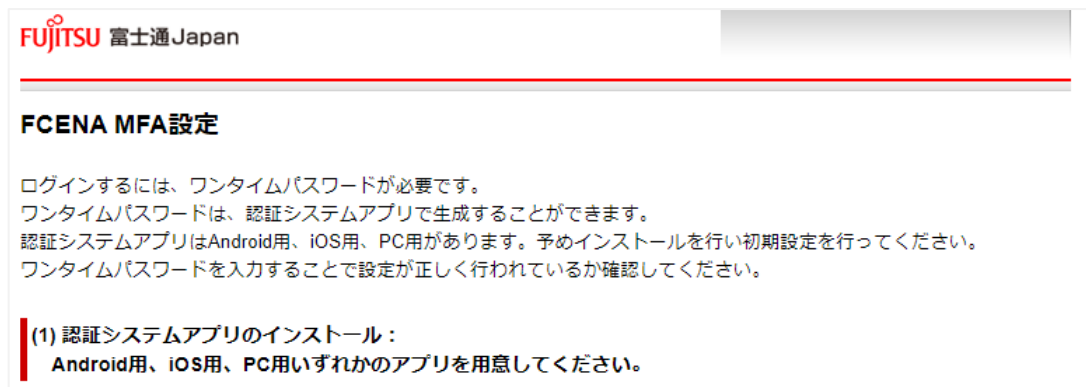 FUJITSU 富士通Japan
FCENA MFA設定
ログインするには、ワンタイムパスワードが必要です。
ワンタイムパスワードは、認証システムアプリで生成することができます。
認証システムアプリはAndroid用、iOS用、PC用があります。予めインストールを行い初期設定を行ってください。
ワンタイムパスワードを入力することで設定が正しく行われているか確認してください。
(1) 認証システムアプリのインストール：
Android用、iOS用、PC用いずれかのアプリを用意してください。